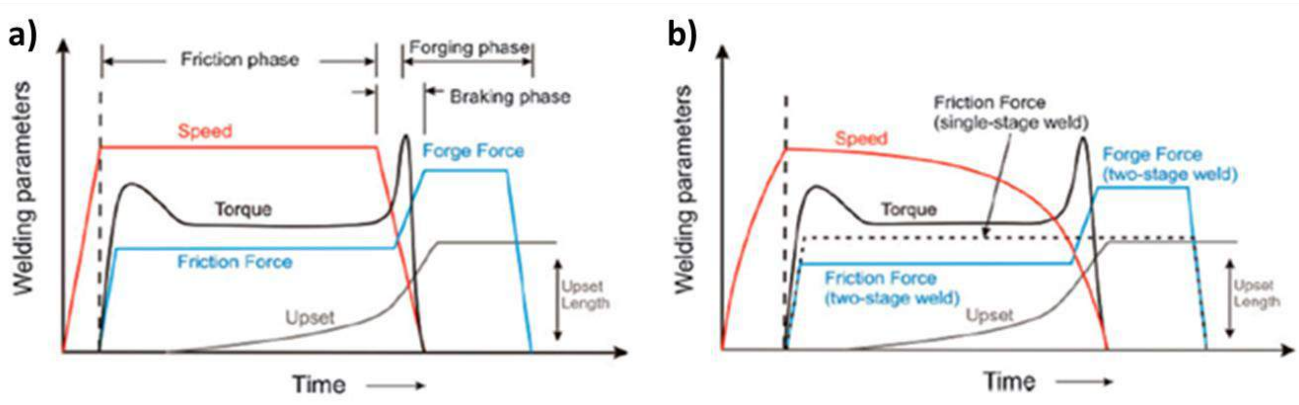 a)
Friction phase
Forging phase
Braking phase
Speed
Forge Force
Torque
Friction Force
Upset
Upset
Length
Welding parameters
Time
b)
Friction Force
(single-stage weld)
Speed
Forge Force
(two-stage weld)
Torque
Friction Force
(two-stage weld)
Upset
Upset
Length
Welding parameters
Time